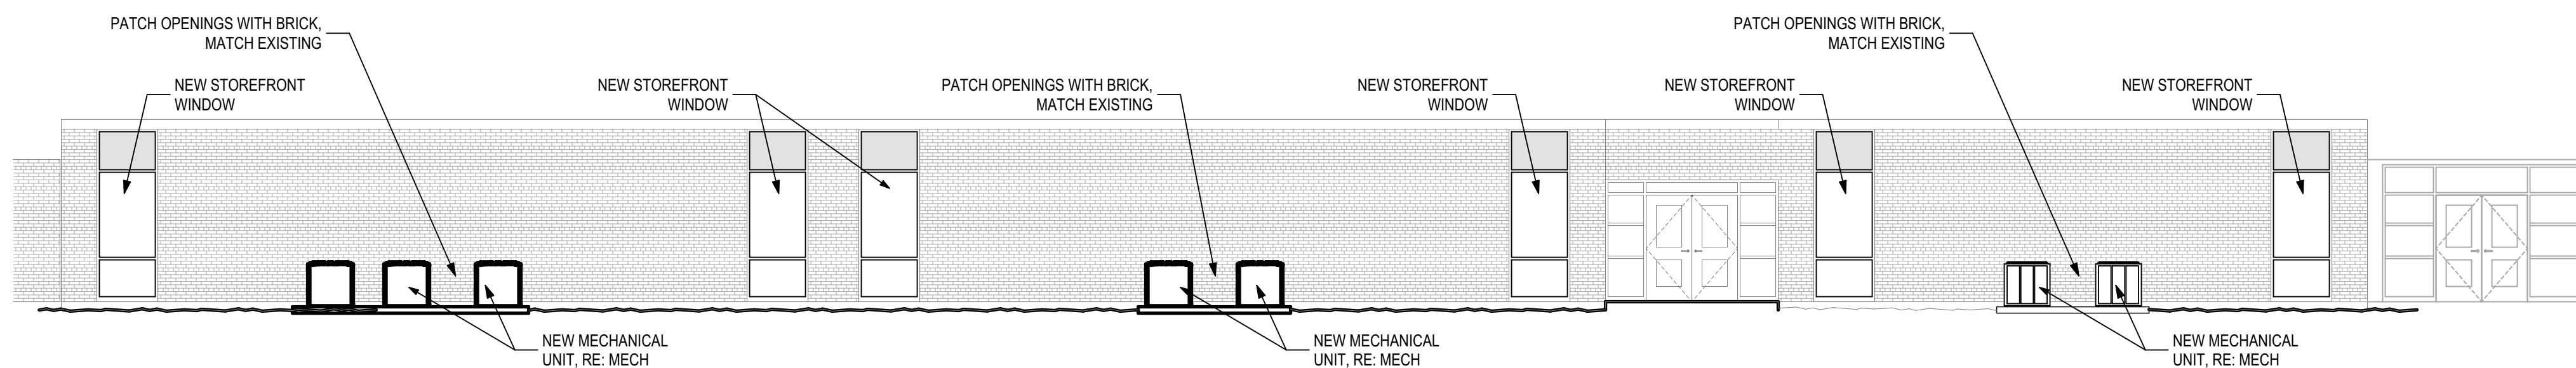 PATCH OPENINGS WITH BRICK,
MATCH EXISTING
PATCH OPENINGS WITH BRICK,
MATCH EXISTING
NEW STOREFRONT
WINDOW
NEW STOREFRONT
WINDOW
PATCH OPENINGS WITH BRICK,
MATCH EXISTING
NEW STOREFRONT
WINDOW
NEW STOREFRONT
WINDOW
NEW STOREFRONT
WINDOW
NEW MECHANICAL
UNIT, RE: MECH
NEW MECHANICAL
UNIT, RE: MECH
NEW MECHANICAL
UNIT, RE: MECH